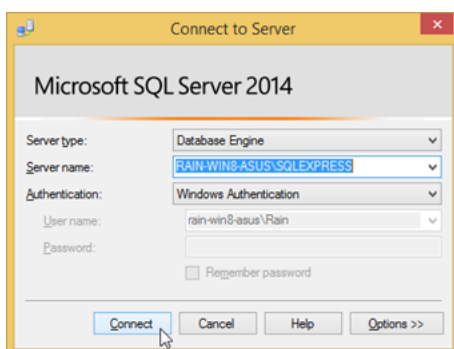 Connect to Server
Microsoft SQL Server 2014
Server type: Database Engine
Server name: RAIN-WIN8-ASUS\SQLEXPRESS
Authentication: Windows Authentication
User name: rain-win8-asus\Rain
Password:
Remember password
Connect Cancel Help Options >>